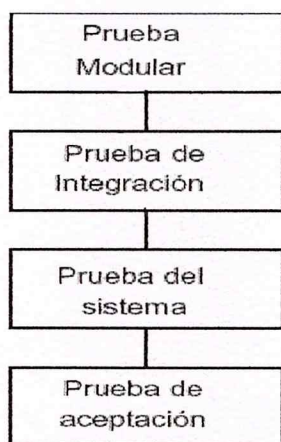 Prueba
Modular
Prueba de
Integración
Prueba del
sistema
Prueba de
aceptación